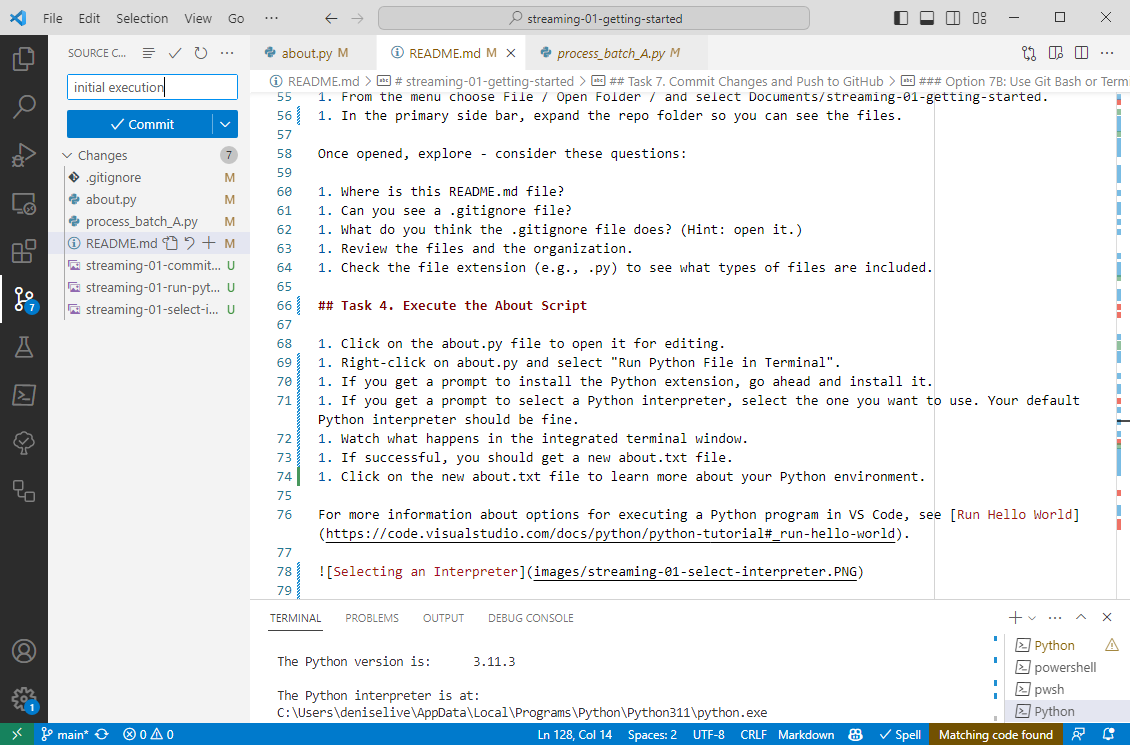 File Edit Selection View Go ··· streaming-01-getting-started
SOURCE C... ···
initial execution
Commit
Changes 7
.gitignore M
about.py M
process_batch_A.py M
README.md M
streaming-01-commit... U
streaming-01-run-pyt... U
streaming-01-select-i... U
7
1
about.py M README.md M process_batch_A.py M ···
README.md > # streaming-01-getting-started > ## Task 7. Commit Changes and Push to GitHub > ### Option 7B: Use Git Bash or Term
55 1. From the menu choose File / Open Folder / and select Documents/streaming-01-getting-started.
56 1. In the primary side bar, expand the repo folder so you can see the files.
57
58 Once opened, explore - consider these questions:
59
60 1. Where is this README.md file?
61 1. Can you see a .gitignore file?
62 1. What do you think the .gitignore file does? (Hint: open it.)
63 1. Review the files and the organization.
64 1. Check the file extension (e.g., .py) to see what types of files are included.
65
66 ## Task 4. Execute the About Script
67
68 1. Click on the about.py file to open it for editing.
69 1. Right-click on about.py and select "Run Python File in Terminal".
70 1. If you get a prompt to install the Python extension, go ahead and install it.
71 1. If you get a prompt to select a Python interpreter, select the one you want to use. Your default
Python interpreter should be fine.
72 1. Watch what happens in the integrated terminal window.
73 1. If successful, you should get a new about.txt file.
74 1. Click on the new about.txt file to learn more about your Python environment.
75
76 For more information about options for executing a Python program in VS Code, see [Run Hello World]
(https://code.visualstudio.com/docs/python/python-tutorial#_run-hello-world).
77
78 ![Selecting an Interpreter](images/streaming-01-select-interpreter.PNG)
79
TERMINAL PROBLEMS OUTPUT DEBUG CONSOLE ···
The Python version is: 3.11.3
The Python interpreter is at:
C:\Users\deniselive\AppData\Local\Programs\Python\Python311\python.exe
Python
powershell
pwsh
Python
main* 0 0 Ln 128, Col 14 Spaces: 2 UTF-8 CRLF Markdown Spell Matching code found